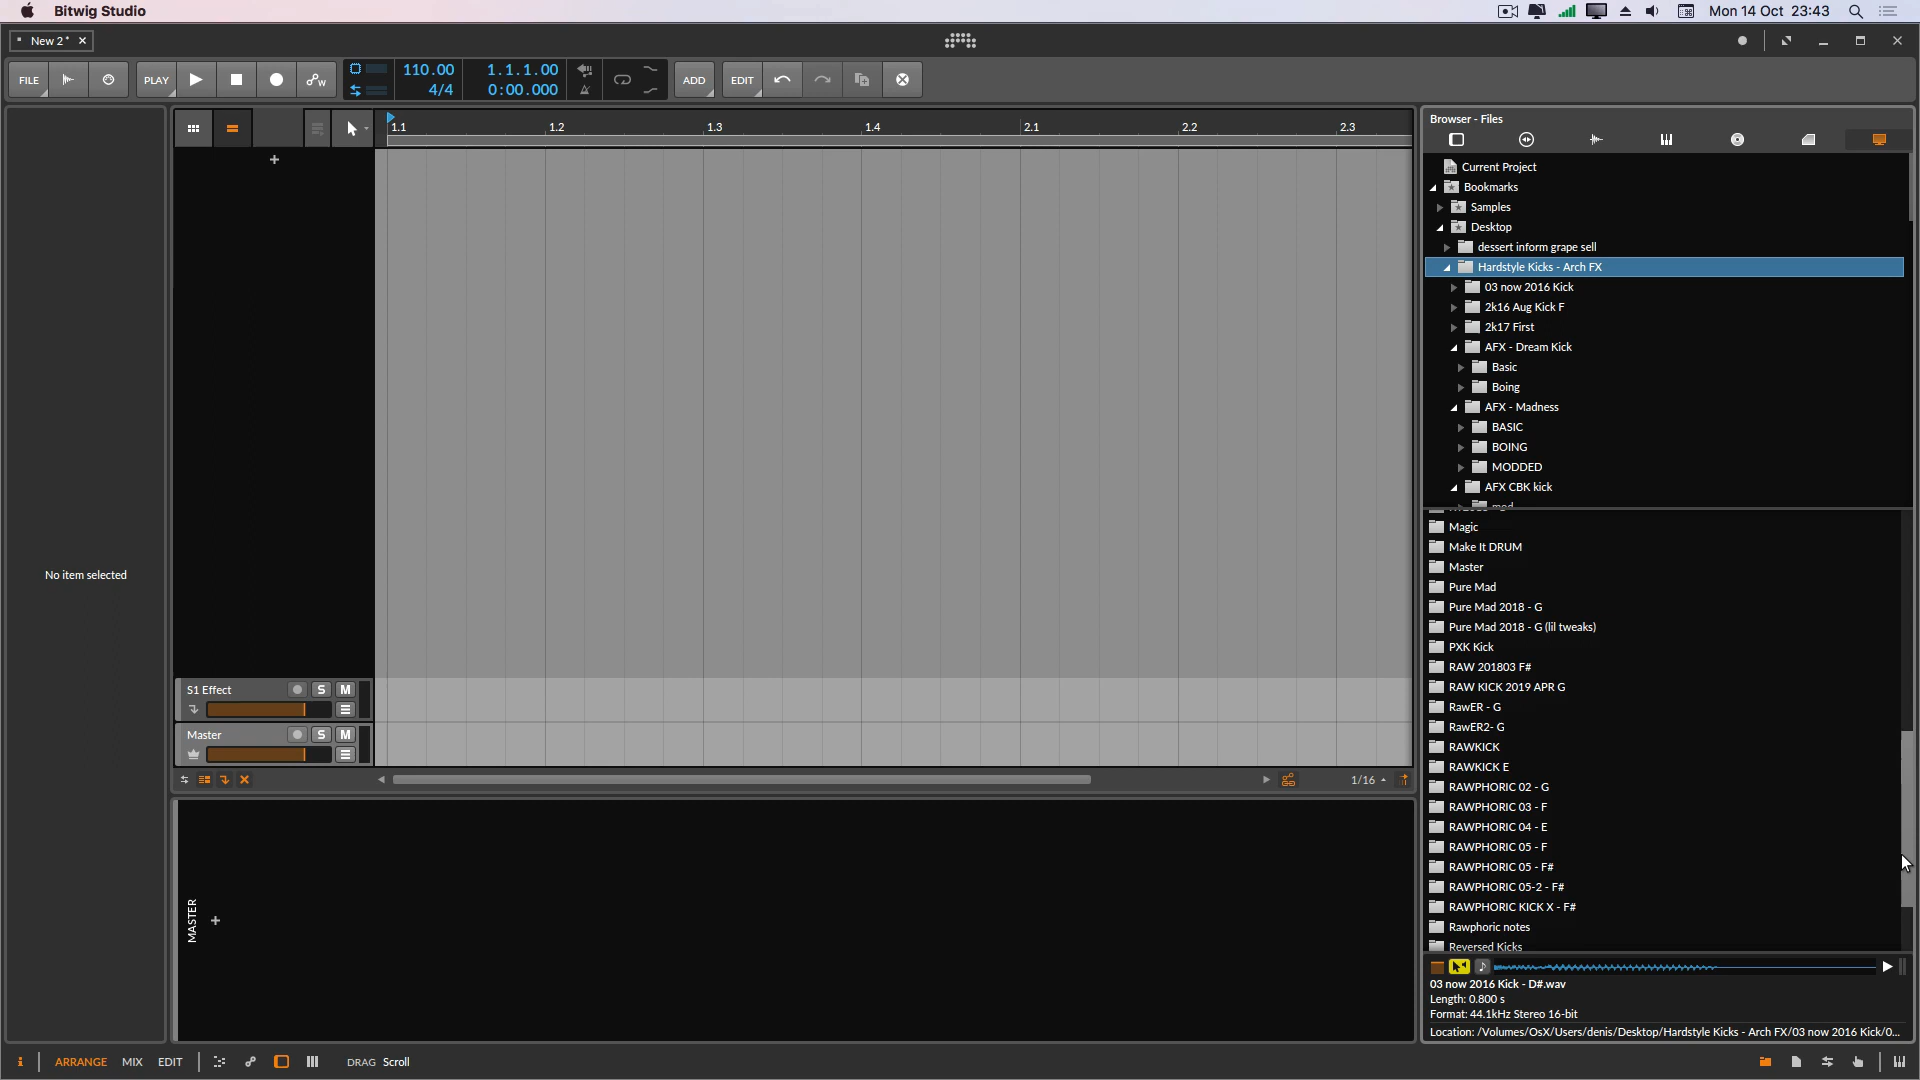 Bitwig Studio
Mon 14 Oct 23:43
New 2*
FILE
PLAY
110.00
4/4
1.1.1.00
0:00.000
ADD
EDIT
1.1
1.2
1.3
1.4
2.1
2.2
2.3
No item selected
S1 Effect
S
M
Master
S
M
1/16
MASTER
Browser - Files
Current Project
Bookmarks
Samples
Desktop
dessert inform grape sell
Hardstyle Kicks - Arch FX
03 now 2016 Kick
2k16 Aug Kick F
2k17 First
AFX - Dream Kick
Basic
Boing
AFX - Madness
BASIC
BOING
MODDED
AFX CBK kick
Magic
Make It DRUM
Master
Pure Mad
Pure Mad 2018 - G
Pure Mad 2018 - G (lil tweaks)
PXK Kick
RAW 201803 F#
RAW KICK 2019 APR G
RawER - G
RawER2- G
RAWKICK
RAWKICK E
RAWPHORIC 02 - G
RAWPHORIC 03 - F
RAWPHORIC 04 - E
RAWPHORIC 05 - F
RAWPHORIC 05 - F#
RAWPHORIC 05-2 - F#
RAWPHORIC KICK X - F#
Rawphoric notes
Reversed Kicks
03 now 2016 Kick - D#.wav
Length: 0.800 s
Format: 44.1kHz Stereo 16-bit
Location: /Volumes/OsX/Users/denis/Desktop/Hardstyle Kicks - Arch FX/03 now 2016 Kick/0...
i
ARRANGE
MIX
EDIT
DRAG Scroll